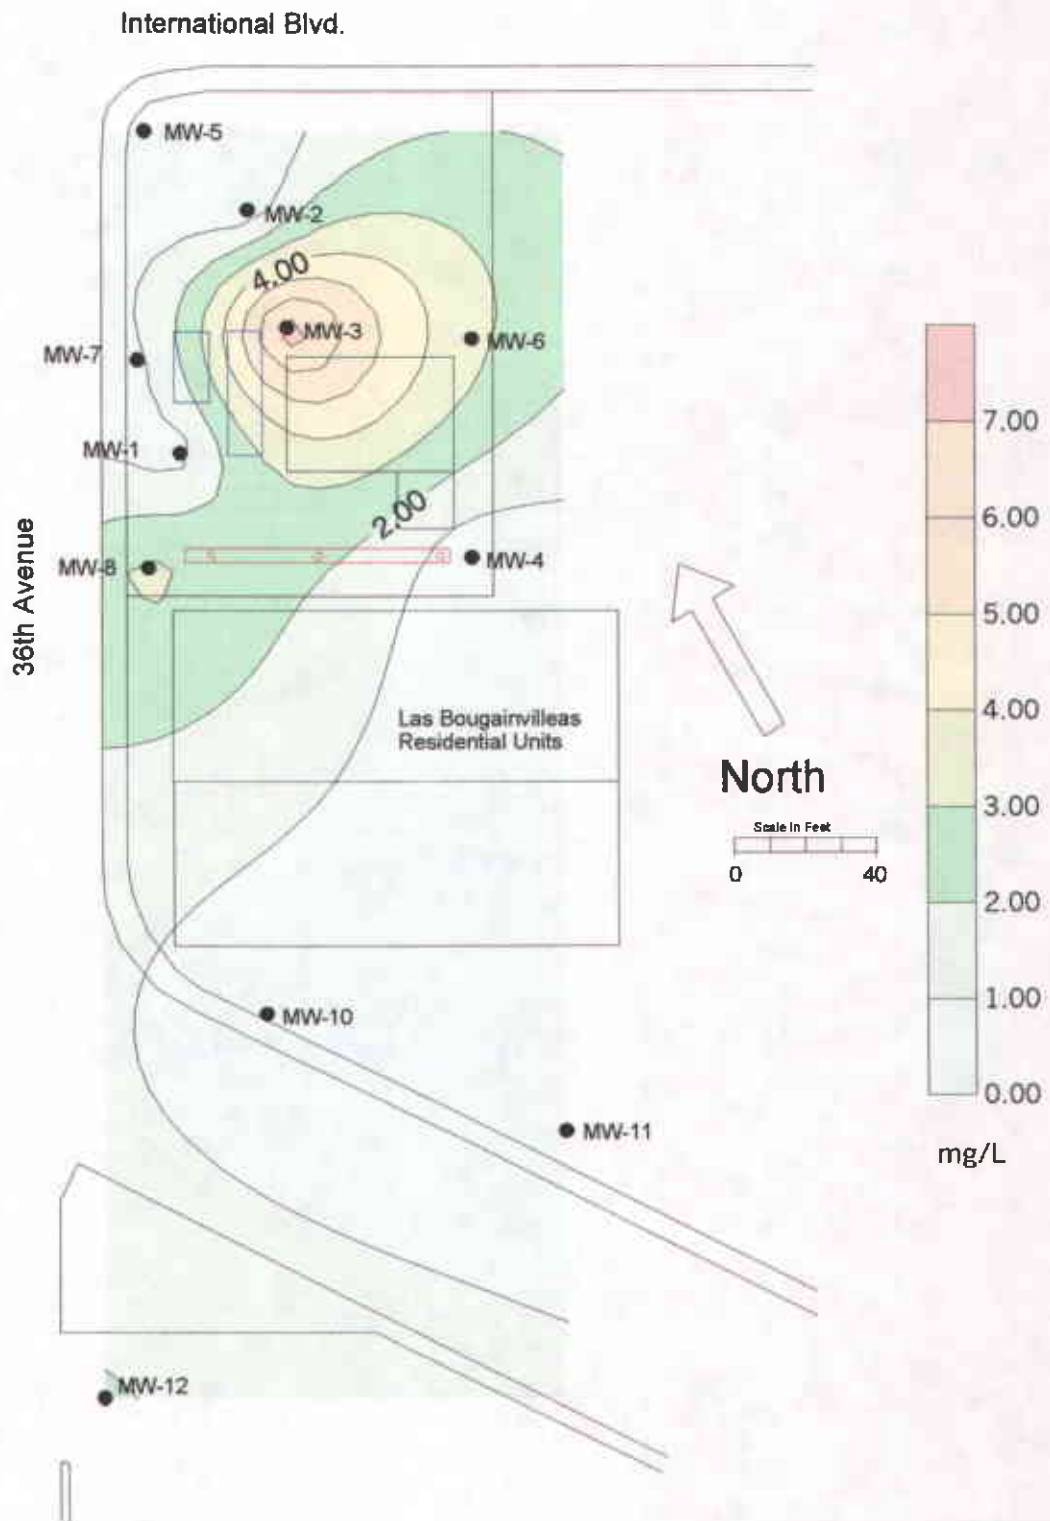 International Blvd.
MW-5
MW-2
4.00
MW-3
MW-6
MW-7
MW-1
2.00
MW-8
MW-4
36th Avenue
Las Bougainvilleas
Residential Units
North
Scale in Feet
0 40
MW-10
MW-11
MW-12
7.00
6.00
5.00
4.00
3.00
2.00
1.00
0.00
mg/L